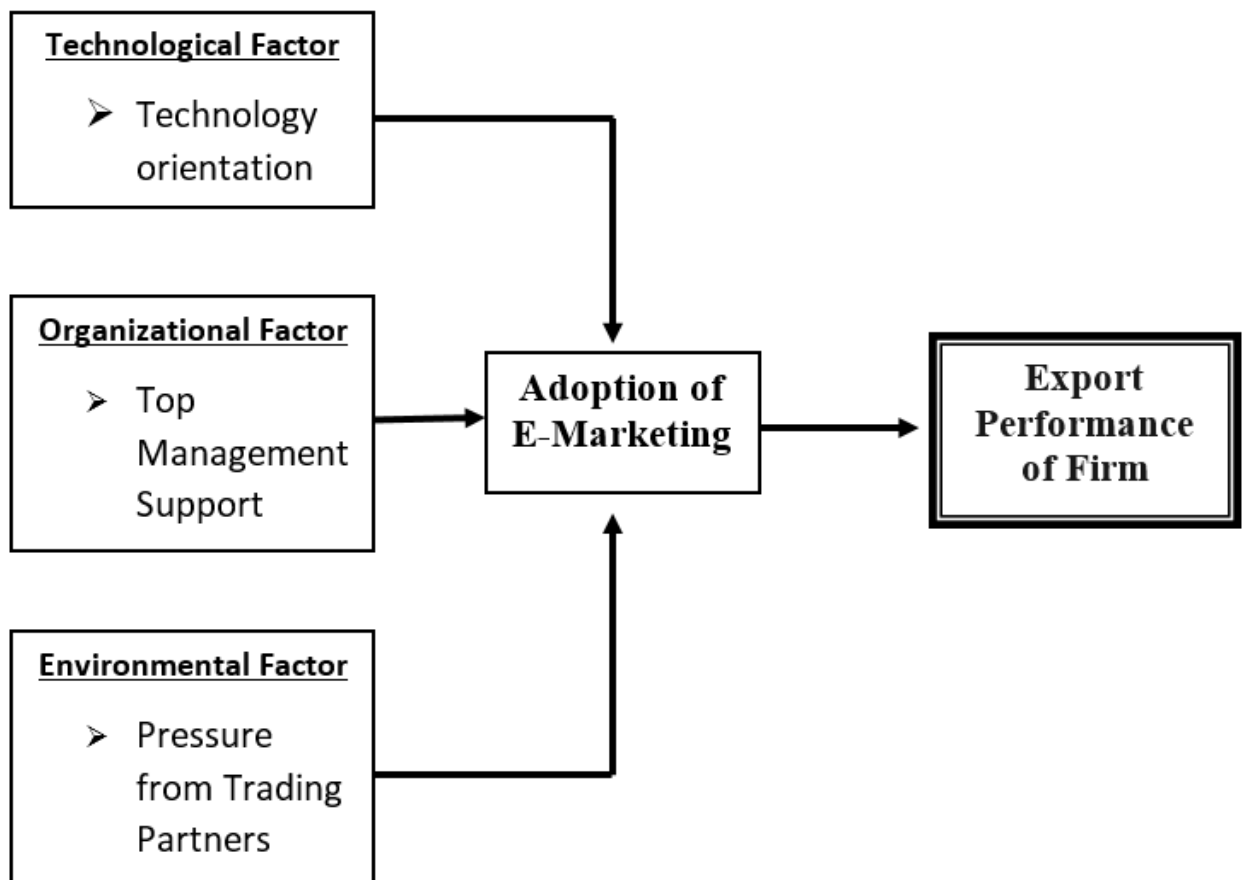 Technological Factor
➢ Technology
orientation
Organizational Factor
➢ Top
Management
Support
Environmental Factor
➢ Pressure
from Trading
Partners
Adoption of
E-Marketing
Export
Performance
of Firm